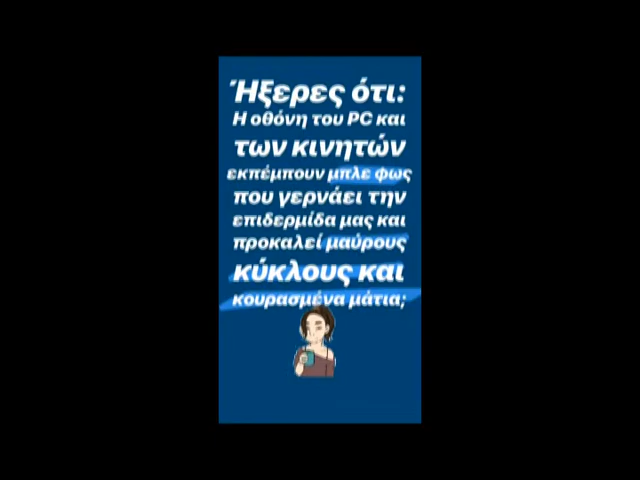 Ήξερες ότι:
Η οθόνη του PC και
των κινητών
εκπέμπουν μπλε φως
που γερνάει την
επιδερμίδα μας και
προκαλεί μαύρους
κύκλους και
κουρασμένα μάτια;